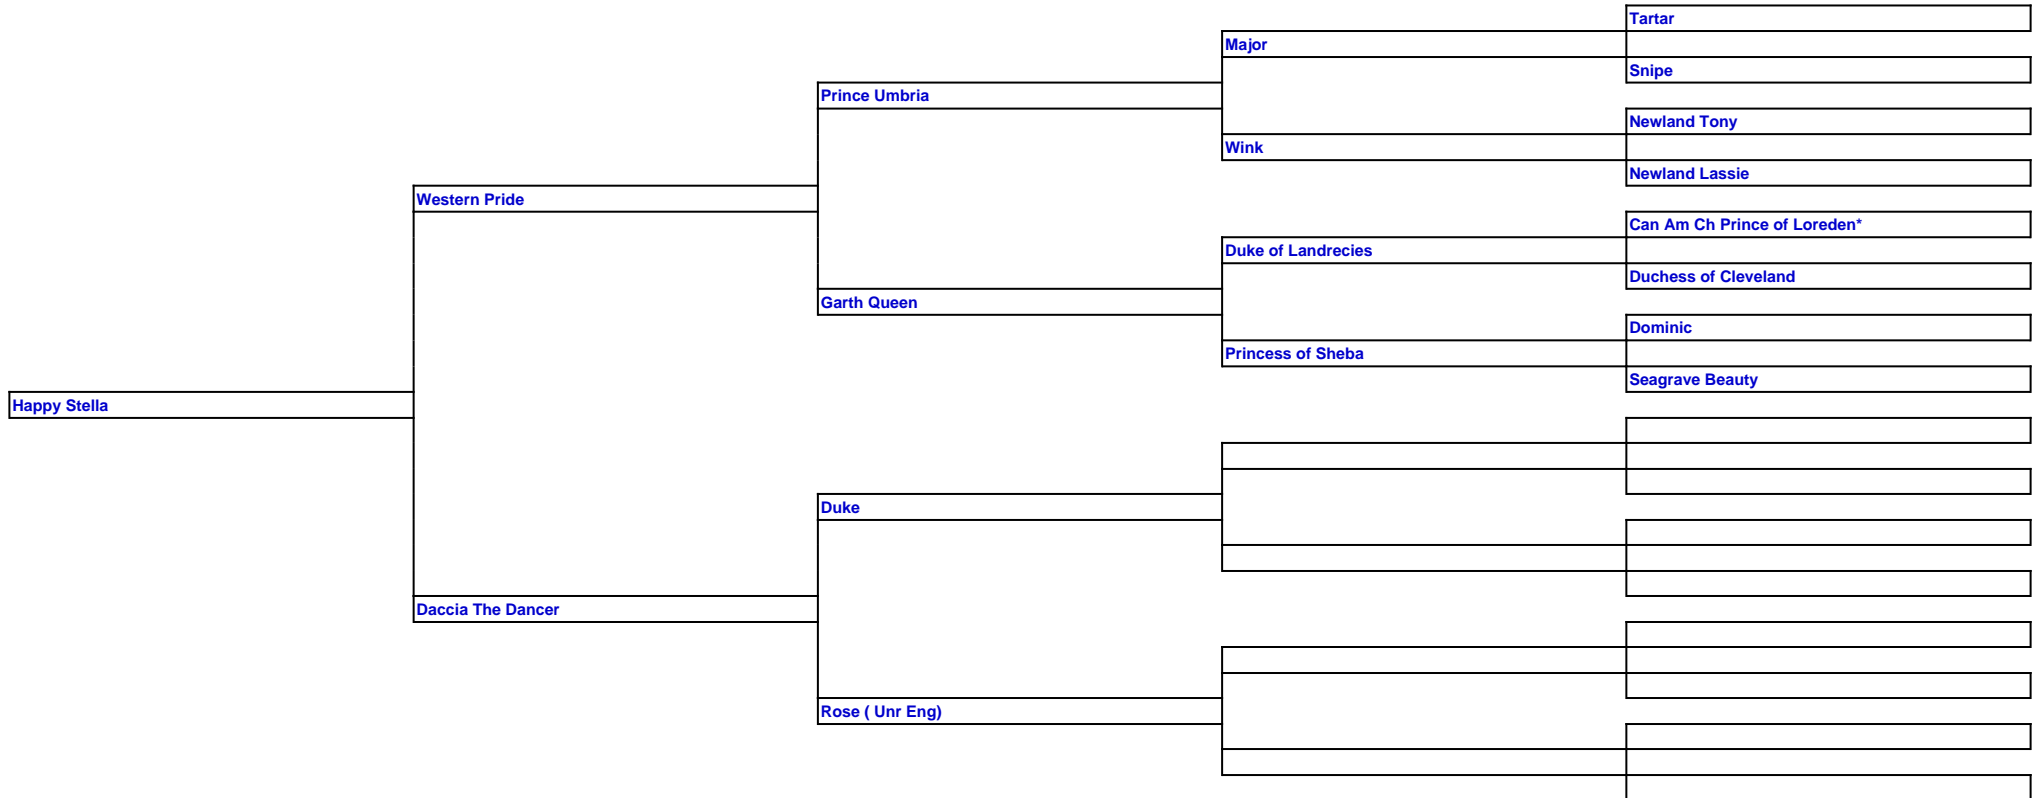 Tartar
Major
Snipe
Prince Umbria
Newland Tony
Wink
Newland Lassie
Western Pride
Can Am Ch Prince of Loreden*
Duke of Landrecies
Duchess of Cleveland
Garth Queen
Dominic
Princess of Sheba
Seagrave Beauty
Happy Stella
Duke
Daccia The Dancer
Rose ( Unr Eng)